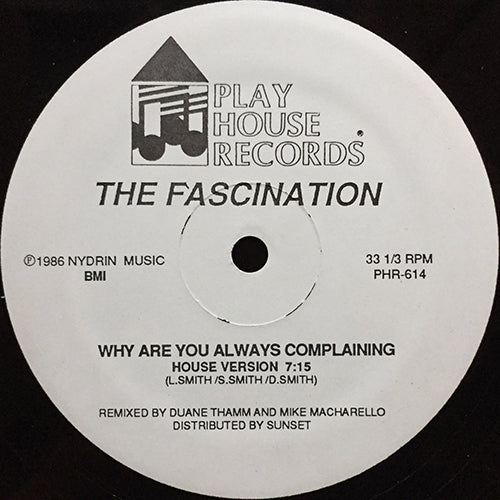 PLAY
HOUSE
RECORDS®
THE FASCINATION
℗1986 NYDRIN MUSIC
BMI
33 1/3 RPM
PHR-614
WHY ARE YOU ALWAYS COMPLAINING
HOUSE VERSION 7:15
(L.SMITH /S.SMITH /D.SMITH)
REMIXED BY DUANE THAMM AND MIKE MACHARELLO
DISTRIBUTED BY SUNSET